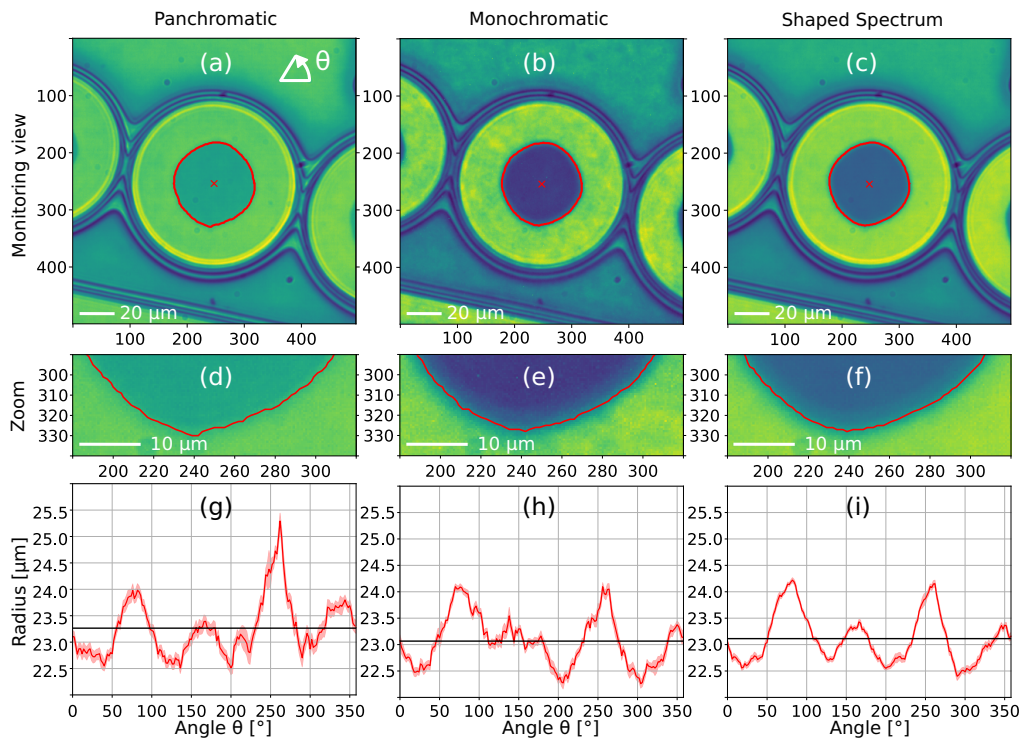 Panchromatic Monochromatic Shaped Spectrum
Monitoring view
(a) θ (b) (c)
100 100 100
200 200 200
300 300 300
400 400 400
20 μm 20 μm 20 μm
100 200 300 400 100 200 300 400 100 200 300 400
Zoom
(d) (e) (f)
300 300 300
310 310 310
320 320 320
330 330 330
10 μm 10 μm 10 μm
200 220 240 260 280 300 200 220 240 260 280 300 200 220 240 260 280 300
Radius [μm]
(g) (h) (i)
25.5 25.5 25.5
25.0 25.0 25.0
24.5 24.5 24.5
24.0 24.0 24.0
23.5 23.5 23.5
23.0 23.0 23.0
22.5 22.5 22.5
0 50 100 150 200 250 300 350 0 50 100 150 200 250 300 350 0 50 100 150 200 250 300 350
Angle θ [°] Angle θ [°] Angle [°]